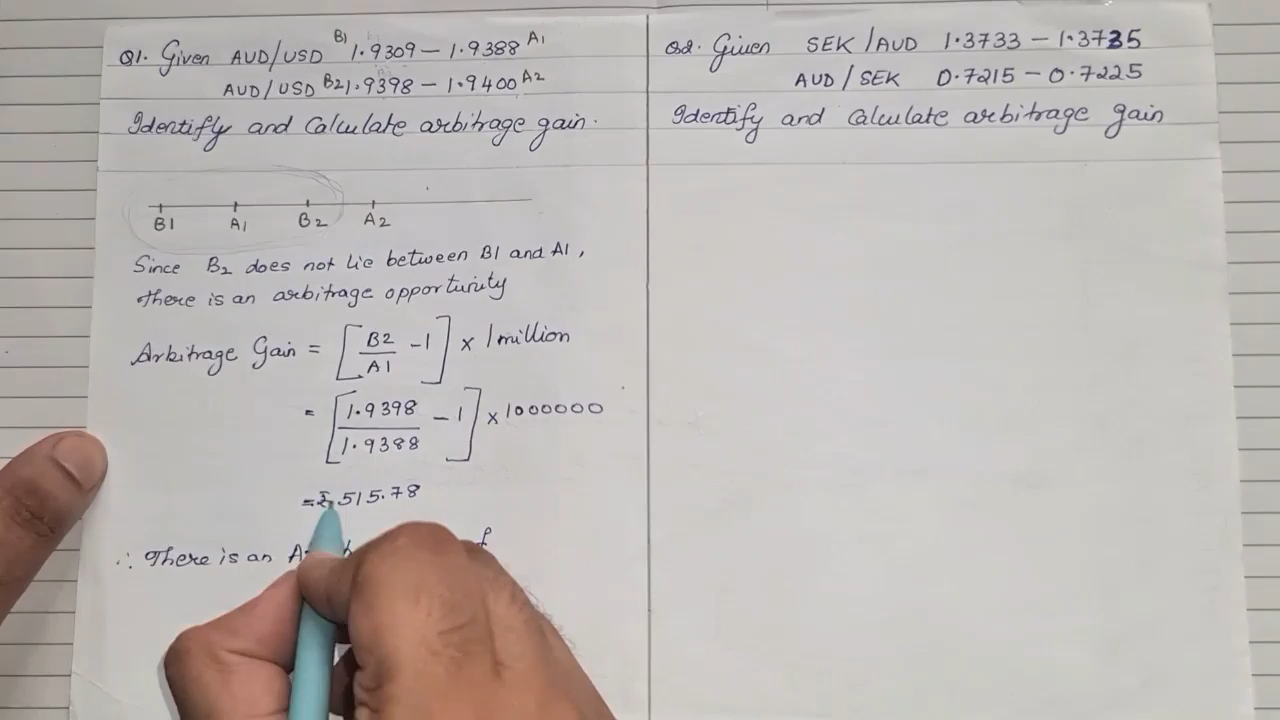 Q1. Given AUD/USD B1 1.9309 – 1.9388 A1
AUD/USD B2 1.9398 – 1.9400 A2
Identifly and Calculate arbitrage gain.
B1 A1 B2 A2
Since B2 does not lie between B1 and A1,
there is an arbitrage opportunity
Arbitrage Gain = [B2/A1 - 1] x 1 million
= [1.9398/1.9388 - 1] x 1000000
= 515.78
∴ There is an
Q2. Given SEK/AUD 1.3733 – 1.3735
AUD/SEK 0.7215 – 0.7225
Identify and Calculate arbitrage gain